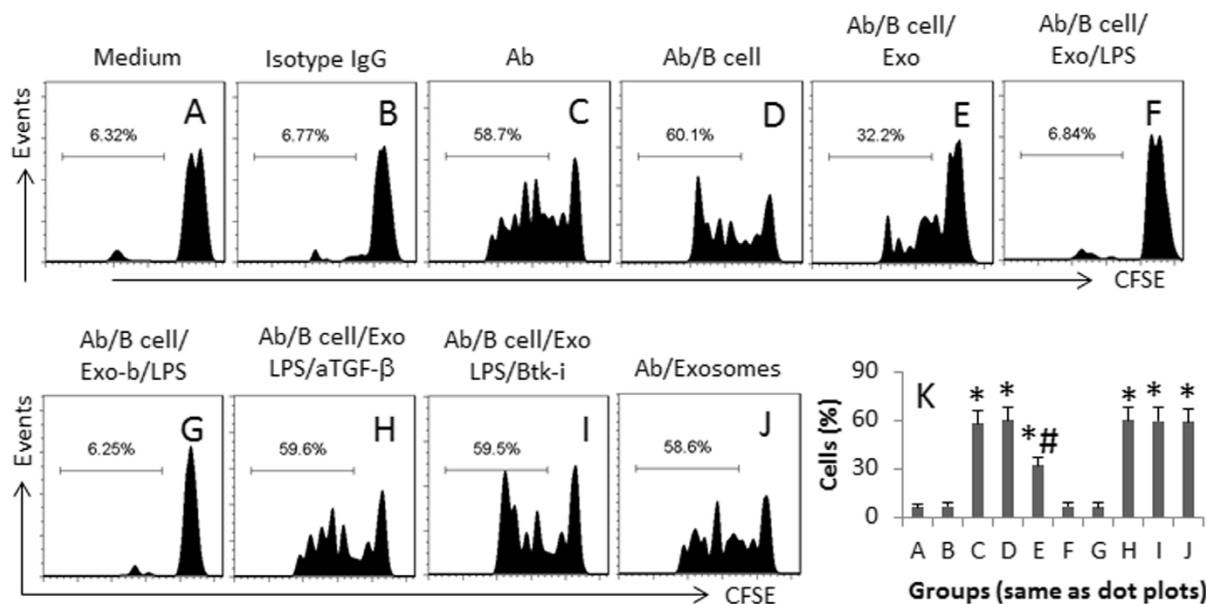 Medium
Isotype IgG
Ab
Ab/B cell
Ab/B cell/
Exo
Ab/B cell/
Exo/LPS
Events
6.32%
A
6.77%
B
58.7%
C
60.1%
D
32.2%
E
6.84%
F
CFSE
Ab/B cell/
Exo-b/LPS
Ab/B cell/Exo
LPS/aTGF-β
Ab/B cell/Exo
LPS/Btk-i
Ab/Exosomes
Events
6.25%
G
59.6%
H
59.5%
I
58.6%
J
CFSE
K
Cells (%)
90
60
30
0
* * *# * * *
A B C D E F G H I J
Groups (same as dot plots)